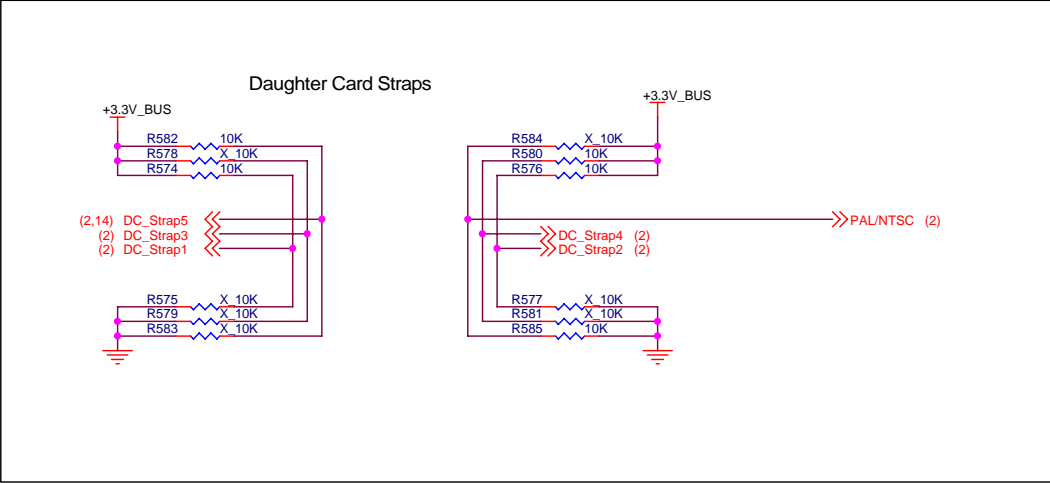 Daughter Card Straps
+3.3V_BUS
+3.3V_BUS
R582 10K
R578 X_10K
R574 10K
R584 X_10K
R580 10K
R576 10K
(2,14) DC_Strap5
(2) DC_Strap3
(2) DC_Strap1
PAL/NTSC (2)
DC_Strap4 (2)
DC_Strap2 (2)
R575 X_10K
R579 X_10K
R583 X_10K
R577 X_10K
R581 X_10K
R585 10K